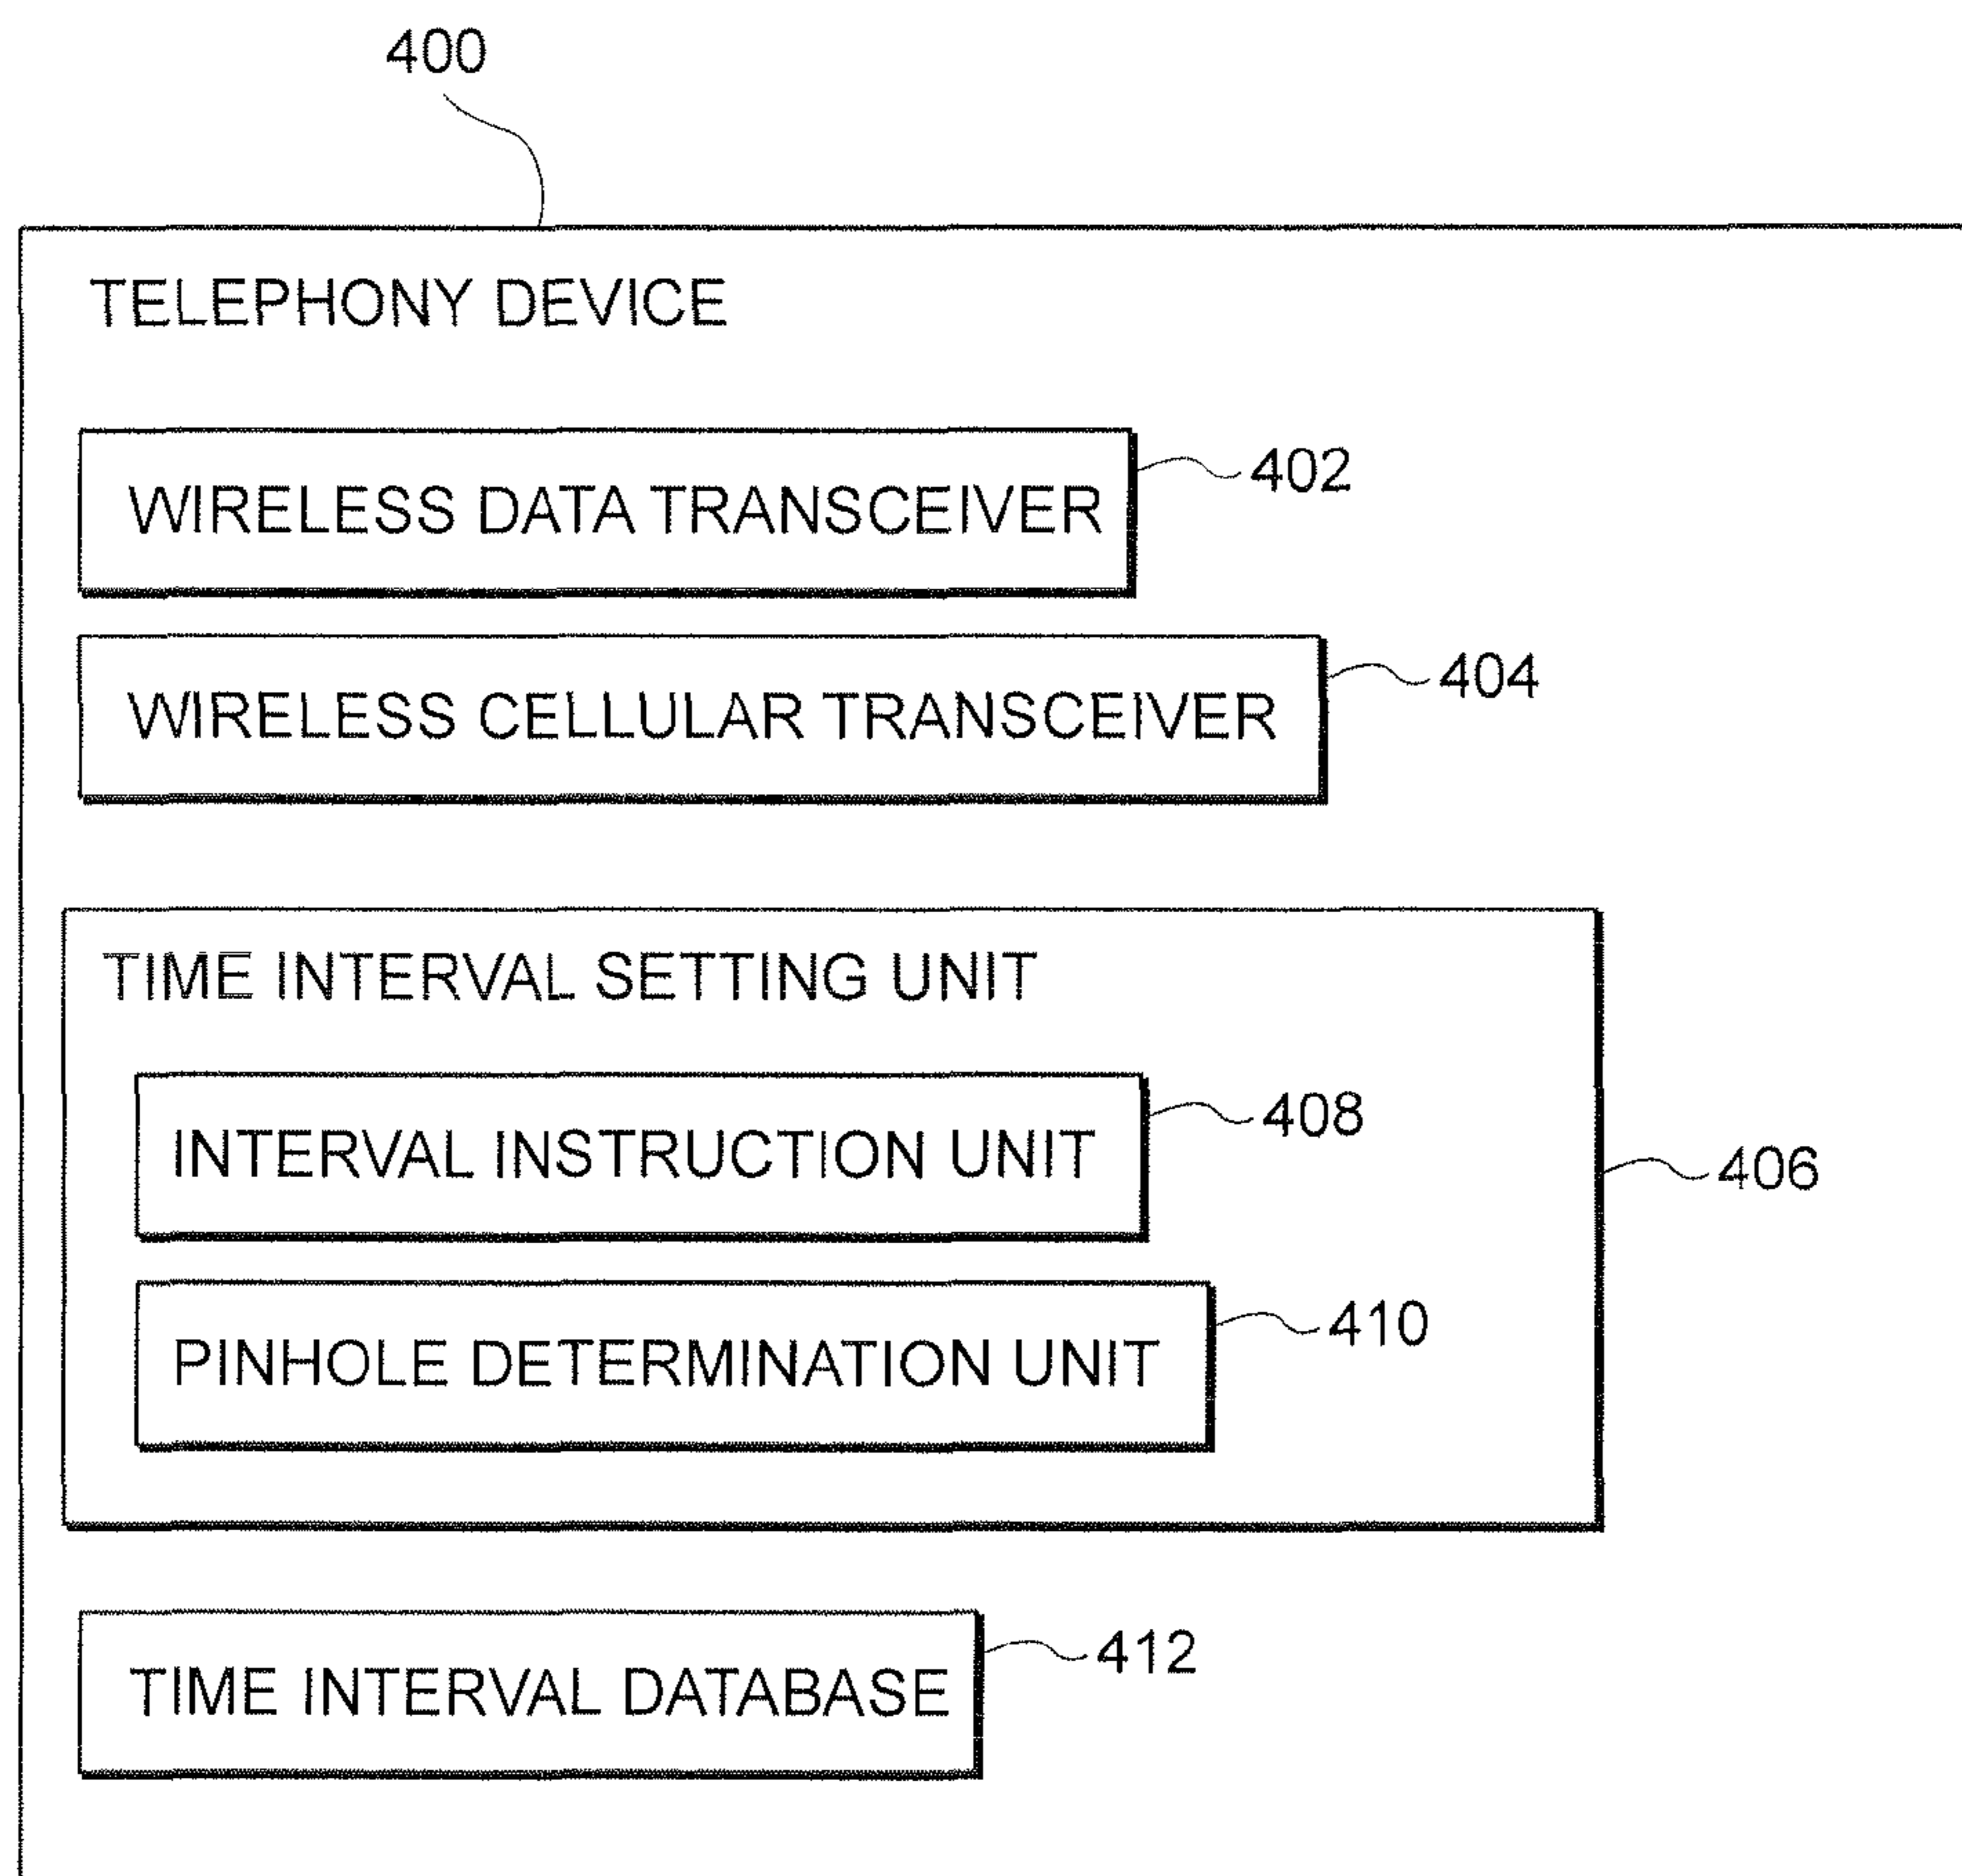 400
TELEPHONY DEVICE
WIRELESS DATA TRANSCEIVER
402
WIRELESS CELLULAR TRANSCEIVER
404
TIME INTERVAL SETTING UNIT
INTERVAL INSTRUCTION UNIT
408
406
PINHOLE DETERMINATION UNIT
410
TIME INTERVAL DATABASE
412